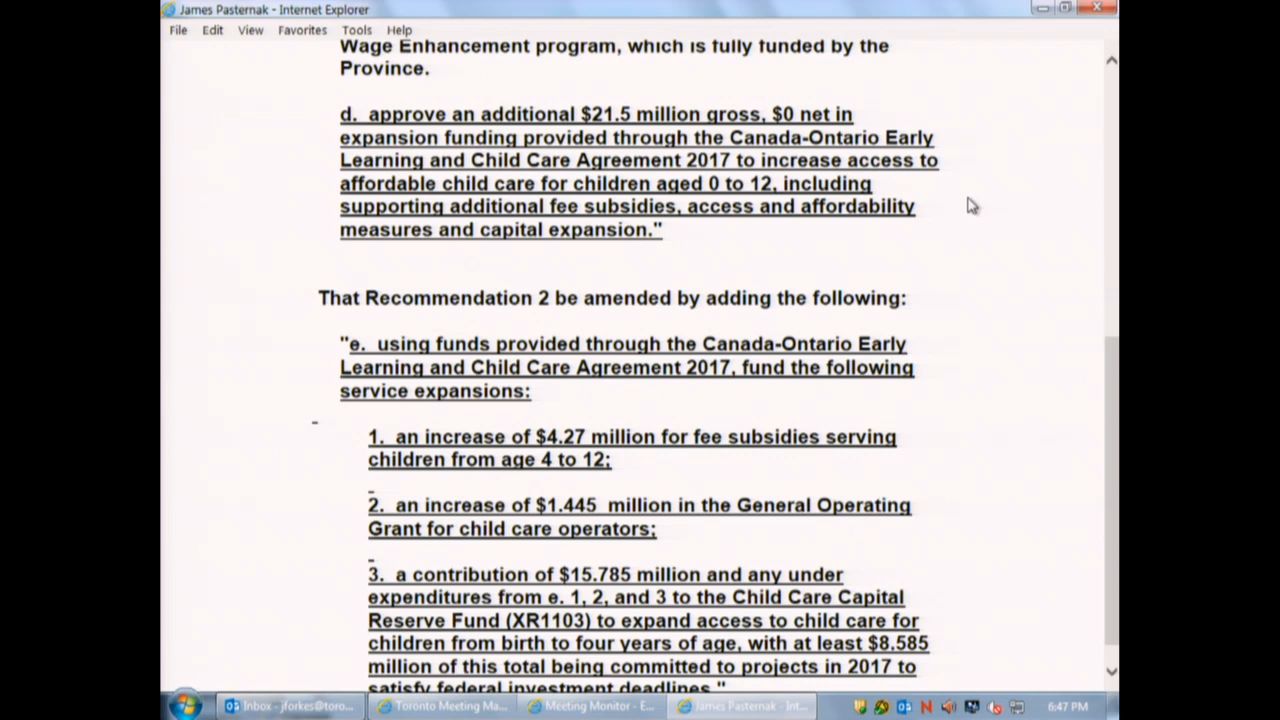 James Pasternak - Internet Explorer
File Edit View Favorites Tools Help
Wage Enhancement program, which is fully funded by the
Province.
d. approve an additional $21.5 million gross, $0 net in
expansion funding provided through the Canada-Ontario Early
Learning and Child Care Agreement 2017 to increase access to
affordable child care for children aged 0 to 12, including
supporting additional fee subsidies, access and affordability
measures and capital expansion."
That Recommendation 2 be amended by adding the following:
"e. using funds provided through the Canada-Ontario Early
Learning and Child Care Agreement 2017, fund the following
service expansions:
1. an increase of $4.27 million for fee subsidies serving
children from age 4 to 12;
2. an increase of $1.445 million in the General Operating
Grant for child care operators;
3. a contribution of $15.785 million and any under
expenditures from e. 1, 2, and 3 to the Child Care Capital
Reserve Fund (XR1103) to expand access to child care for
children from birth to four years of age, with at least $8.585
million of this total being committed to projects in 2017 to
satisfy federal investment deadlines."
Inbox - jforkes@toro... Toronto Meeting Ma... Meeting Monitor - E... James Pasternak - Int... 6:47 PM